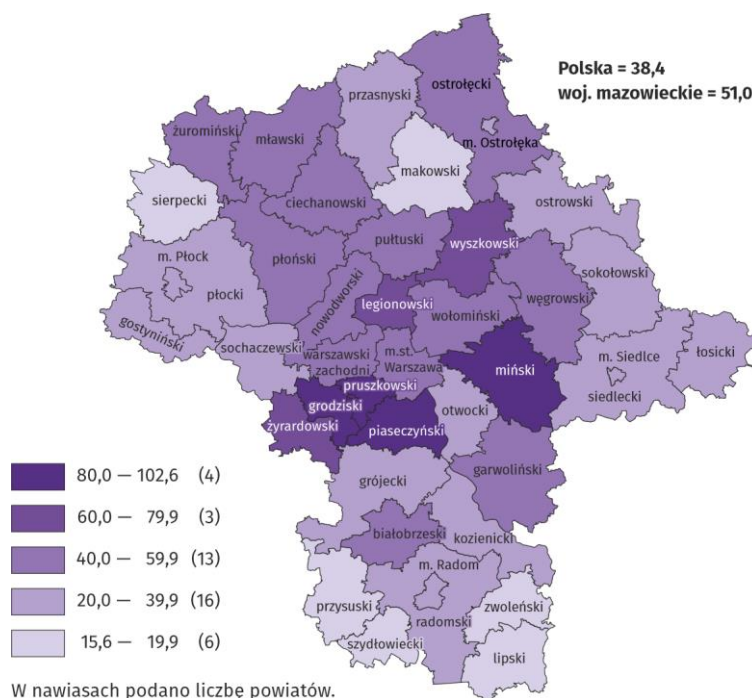 Polska = 38,4
woj. mazowieckie = 51,0
ostrołęcki
przasnyski
żuromiński
mławski
m. Ostrołęka
makowski
sierpecki
ciechanowski
ostrowski
pułtuski
wyszkowski
m. Płock
płoński
sokołowski
płocki
nowodworski
legionowski
węgrowski
wołomiński
gostyniński
sochaczewski
warszawski
zachodni
m.st.
Warszawa
m. Siedlce
łosicki
miński
pruszkowski
siedlecki
grodziski
otwocki
żyrardowski
piaseczyński
garwoliński
grójecki
białobrzeski
kozienicki
m. Radom
przysuski
zwoleński
radomski
szydłowiecki
lipski
80,0 — 102,6 (4)
60,0 — 79,9 (3)
40,0 — 59,9 (13)
20,0 — 39,9 (16)
15,6 — 19,9 (6)
W nawiasach podano liczbę powiatów.